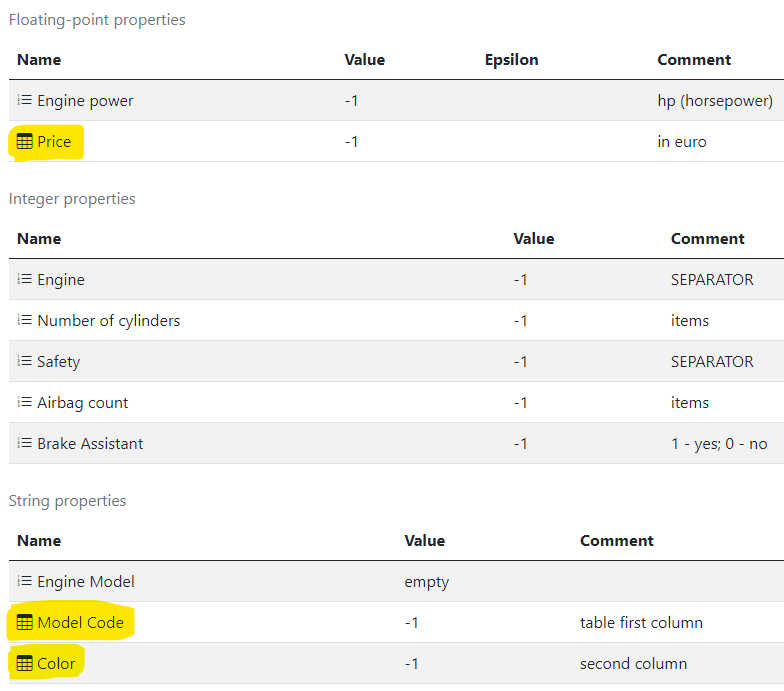 Floating-point properties
Name Value Epsilon Comment
Engine power -1 hp (horsepower)
Price -1 in euro
Integer properties
Name Value Comment
Engine -1 SEPARATOR
Number of cylinders -1 items
Safety -1 SEPARATOR
Airbag count -1 items
Brake Assistant -1 1 - yes; 0 - no
String properties
Name Value Comment
Engine Model empty
Model Code -1 table first column
Color -1 second column